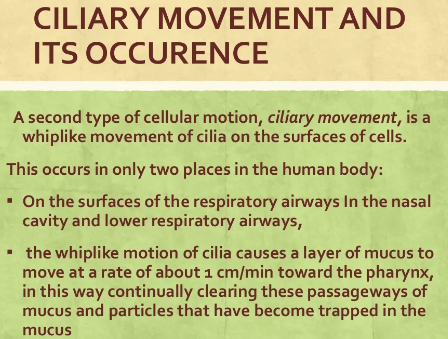 CILIARY MOVEMENT AND
ITS OCCURENCE
A second type of cellular motion, ciliary movement, is a
whiplike movement of cilia on the surfaces of cells.
This occurs in only two places in the human body:
▪ On the surfaces of the respiratory airways In the nasal
cavity and lower respiratory airways,
▪ the whiplike motion of cilia causes a layer of mucus to
move at a rate of about 1 cm/min toward the pharynx,
in this way continually clearing these passageways of
mucus and particles that have become trapped in the
mucus